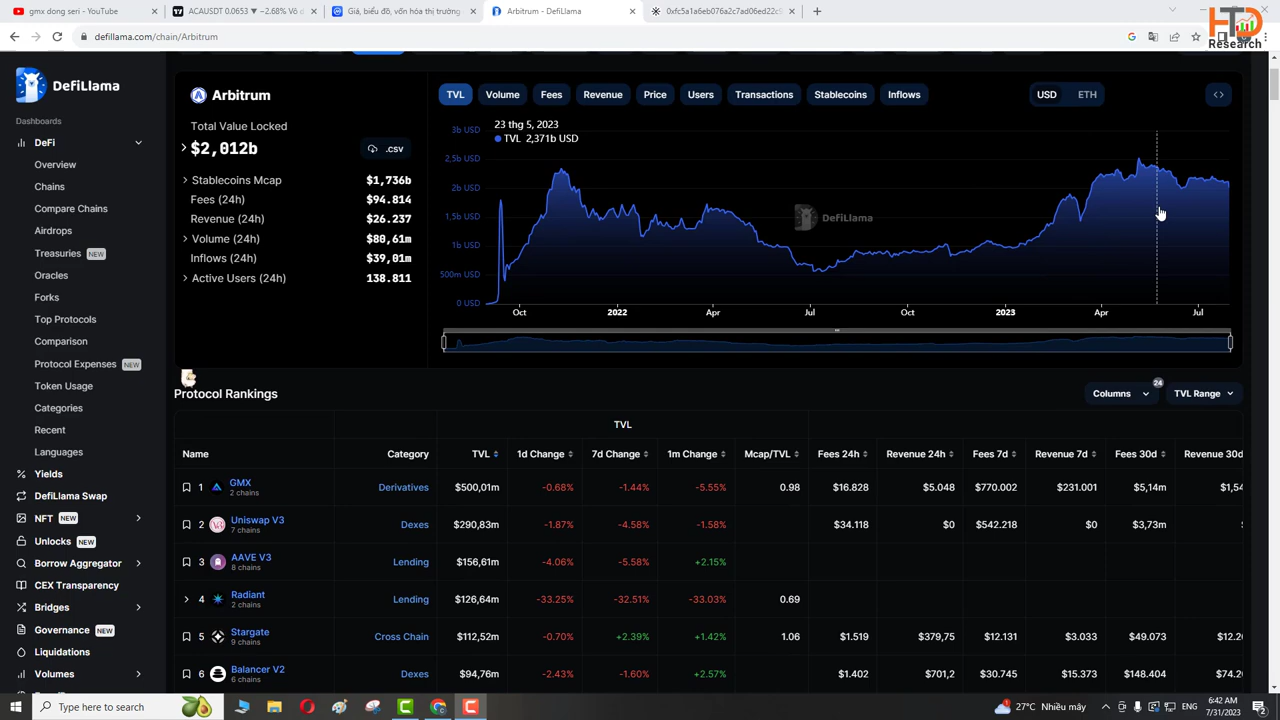 gmx dong seri - YouTube
ACAUSDT 0.0653 ▼ −2.68% Vô d
Giá, biểu đồ, vốn hóa thị trường
Arbitrum - DefiLlama
0xfc5a1a6eb076a2c7ad06ed22c
defillama.com/chain/Arbitrum
HTD
Research
DefiLlama
Dashboards
DeFi
Overview
Chains
Compare Chains
Airdrops
Treasuries NEW
Oracles
Forks
Top Protocols
Comparison
Protocol Expenses NEW
Token Usage
Categories
Recent
Languages
Yields
DefiLlama Swap
NFT NEW
Unlocks NEW
Borrow Aggregator
CEX Transparency
Bridges
Governance NEW
Liquidations
Volumes
Arbitrum
Total Value Locked
$2,012b
.csv
Stablecoins Mcap $1,736b
Fees (24h) $94.814
Revenue (24h) $26.237
Volume (24h) $80,61m
Inflows (24h) $39,01m
Active Users (24h) 138.811
TVL Volume Fees Revenue Price Users Transactions Stablecoins Inflows USD ETH
23 thg 5, 2023
TVL 2,371b USD
3b USD
2,5b USD
2b USD
1,5b USD
1b USD
500m USD
0 USD
DefiLlama
Oct 2022 Apr Jul Oct 2023 Apr Jul
Protocol Rankings
Columns 24
TVL Range
TVL
Name Category TVL 1d Change 7d Change 1m Change Mcap/TVL Fees 24h Revenue 24h Fees 7d Revenue 7d Fees 30d Revenue 30d
1 GMX Derivatives $500,01m -0.68% -1.44% -5.55% 0.98 $16.828 $5.048 $770.002 $231.001 $5,14m $1,54
2 chains
2 Uniswap V3 Dexes $290,83m -1.87% -4.58% -1.58% $34.118 $0 $542.218 $0 $3,73m
7 chains
3 AAVE V3 Lending $156,61m -4.06% -5.58% +2.15%
8 chains
4 Radiant Lending $126,64m -33.25% -32.51% -33.03% 0.69
2 chains
5 Stargate Cross Chain $112,52m -0.70% +2.39% +1.42% 1.06 $1.519 $379,75 $12.131 $3.033 $49.073 $12.2
9 chains
6 Balancer V2 Dexes $94,76m -2.43% -1.60% +2.57% $1.402 $701,2 $30.745 $15.373 $148.404 $74.2
6 chains
Type here to search
27°C Nhiều mây
ENG
6:42 AM
7/31/2023